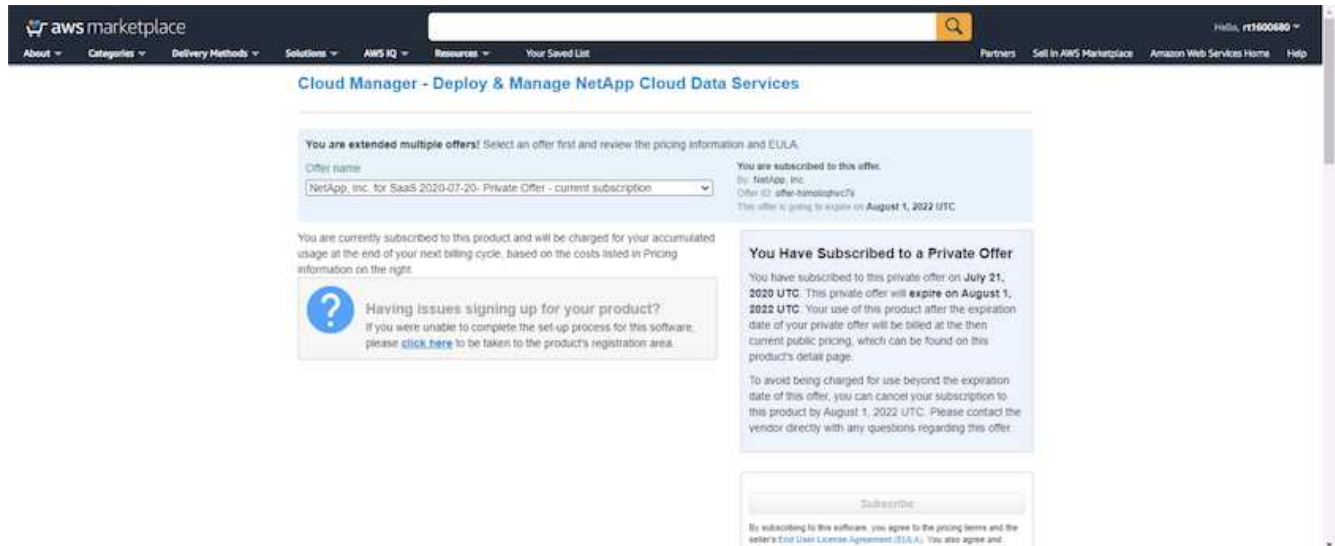 aws marketplace
Hello, rt1600680
About Categories Delivery Methods Solutions AWS IQ Resources Your Saved List Partners Sell in AWS Marketplace Amazon Web Services Home Help
Cloud Manager - Deploy & Manage NetApp Cloud Data Services
You are extended multiple offers! Select an offer first and review the pricing information and EULA.
Offer name
NetApp, Inc. for SaaS 2020-07-20- Private Offer - current subscription
You are subscribed to this offer.
By: NetApp, Inc.
Offer ID:
This offer is going to expire on August 1, 2022 UTC
You are currently subscribed to this product and will be charged for your accumulated
usage at the end of your next billing cycle, based on the costs listed in Pricing
information on the right.
Having issues signing up for your product?
If you were unable to complete the set-up process for this software,
please click here to be taken to the product's registration area.
You Have Subscribed to a Private Offer
You have subscribed to this private offer on July 21,
2020 UTC. This private offer will expire on August 1,
2022 UTC. Your use of this product after the expiration
date of your private offer will be billed at the then
current public pricing, which can be found on this
product's detail page.
To avoid being charged for use beyond the expiration
date of this offer, you can cancel your subscription to
this product by August 1, 2022 UTC. Please contact the
vendor directly with any questions regarding this offer.
Subscribe
By subscribing to this software, you agree to the pricing terms and the
seller's End User License Agreement (EULA). You also agree and